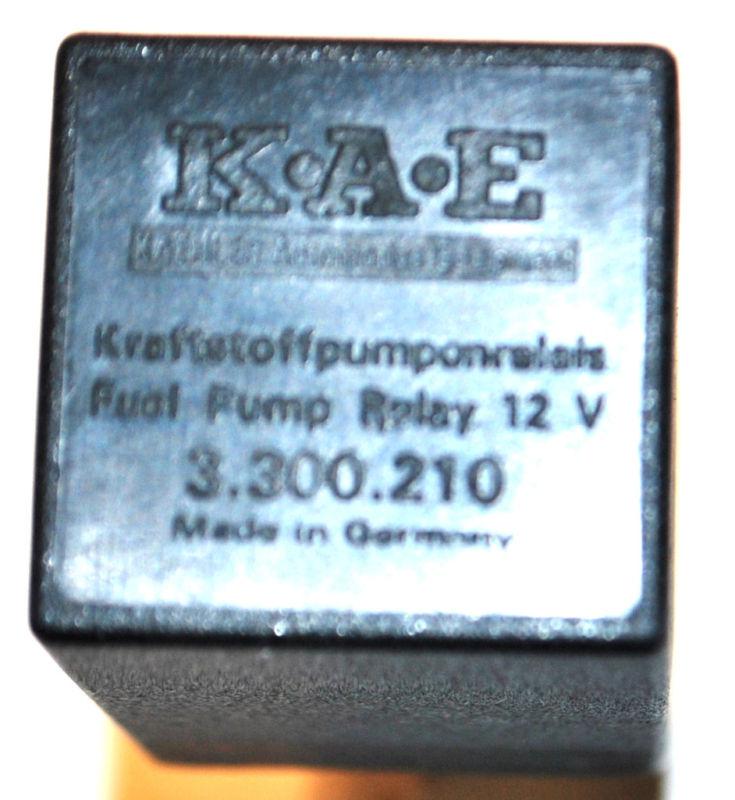 K·A·E
Kraftstoffpumpenrelais
Fuel Pump Relay 12 V
3.300.210
Made in Germany